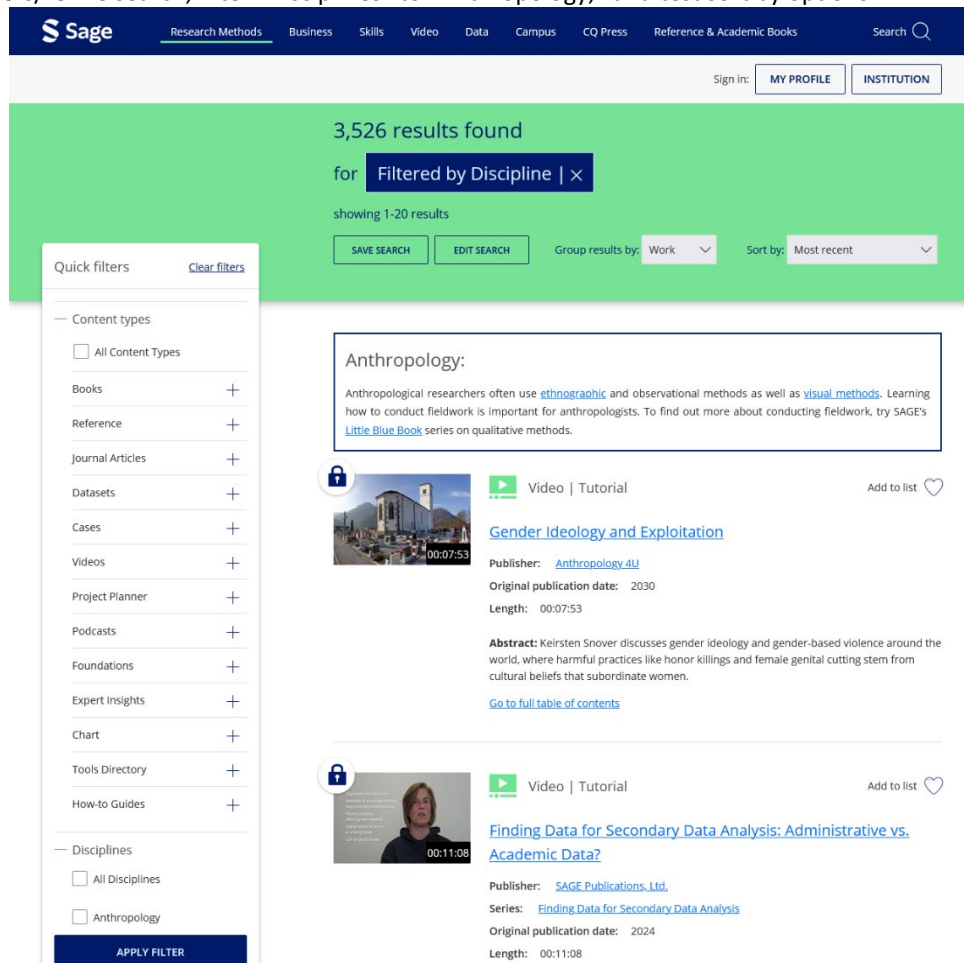 Sage
Research Methods
Business
Skills
Video
Data
Campus
CQ Press
Reference & Academic Books
Search
Sign in:
MY PROFILE
INSTITUTION
3,526 results found
for Filtered by Discipline | ×
showing 1-20 results
SAVE SEARCH
EDIT SEARCH
Group results by: Work
Sort by: Most recent
Quick filters
Clear filters
Content types
All Content Types
Books
Reference
Journal Articles
Datasets
Cases
Videos
Project Planner
Podcasts
Foundations
Expert Insights
Chart
Tools Directory
How-to Guides
Disciplines
All Disciplines
Anthropology
APPLY FILTER
Anthropology:
Anthropological researchers often use ethnographic and observational methods as well as visual methods. Learning
how to conduct fieldwork is important for anthropologists. To find out more about conducting fieldwork, try SAGE's
Little Blue Book series on qualitative methods.
00:07:53
Video | Tutorial
Add to list
Gender Ideology and Exploitation
Publisher: Anthropology 4U
Original publication date: 2030
Length: 00:07:53
Abstract: Keirsten Snover discusses gender ideology and gender-based violence around the
world, where harmful practices like honor killings and female genital cutting stem from
cultural beliefs that subordinate women.
Go to full table of contents
00:11:08
Video | Tutorial
Add to list
Finding Data for Secondary Data Analysis: Administrative vs.
Academic Data?
Publisher: SAGE Publications, Ltd.
Series: Finding Data for Secondary Data Analysis
Original publication date: 2024
Length: 00:11:08